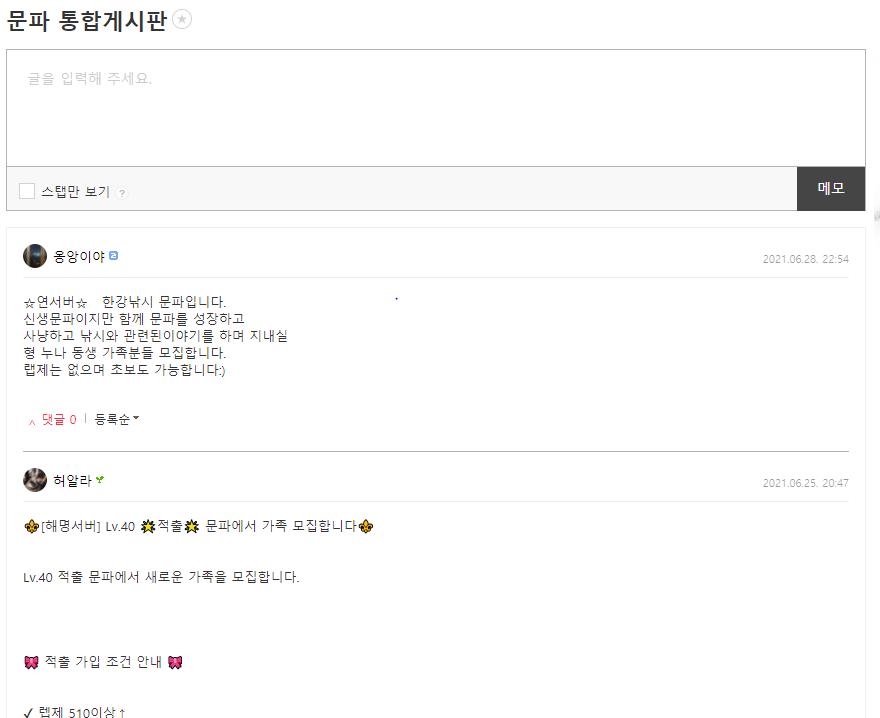 문파 통합게시판
글을 입력해 주세요.
스탭만 보기 ?
메모
옹앙이야
2021.06.28. 22:54
☆연서버☆ 한강낚시 문파입니다.
신생문파이지만 함께 문파를 성장하고
사냥하고 낚시와 관련된이야기를 하며 지내실
형 누나 동생 가족분들 모집합니다.
랩제는 없으며 초보도 가능합니다:)
댓글 0 등록순
허알라
2021.06.25. 20:47
[해명서버] Lv.40 적출 문파에서 가족 모집합니다
Lv.40 적출 문파에서 새로운 가족을 모집합니다.
적출 가입 조건 안내
✓ 렙제 510이상↑